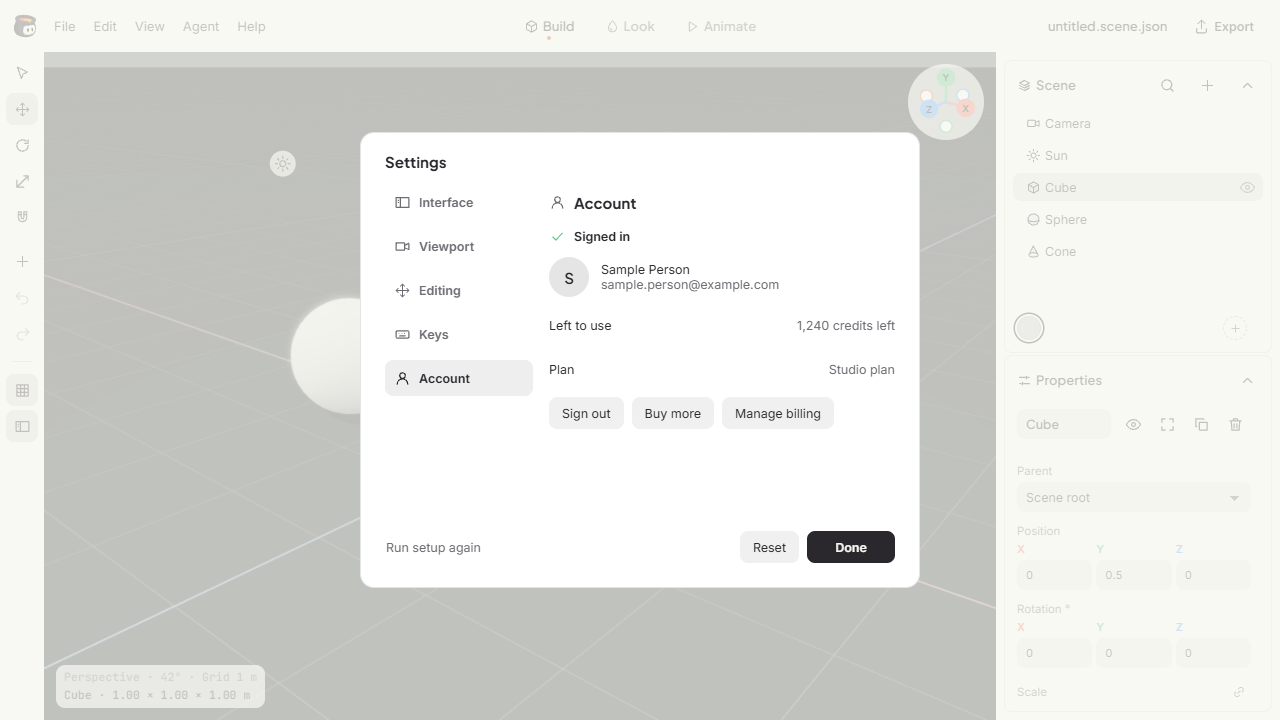 File Edit View Agent Help
Build Look Animate
untitled.scene.json Export
Y
Z X
Scene
Camera
Sun
Cube
Sphere
Cone
Settings
Interface
Viewport
Editing
Keys
Account
Account
Signed in
S
Sample Person
sample.person@example.com
Left to use 1,240 credits left
Plan Studio plan
Sign out Buy more Manage billing
Run setup again Reset Done
Properties
Cube
Parent
Scene root
Position
X Y Z
0 0.5 0
Rotation *
X Y Z
0 0 0
Scale
Perspective · 42° · Grid 1 m
Cube · 1.00 × 1.00 × 1.00 m